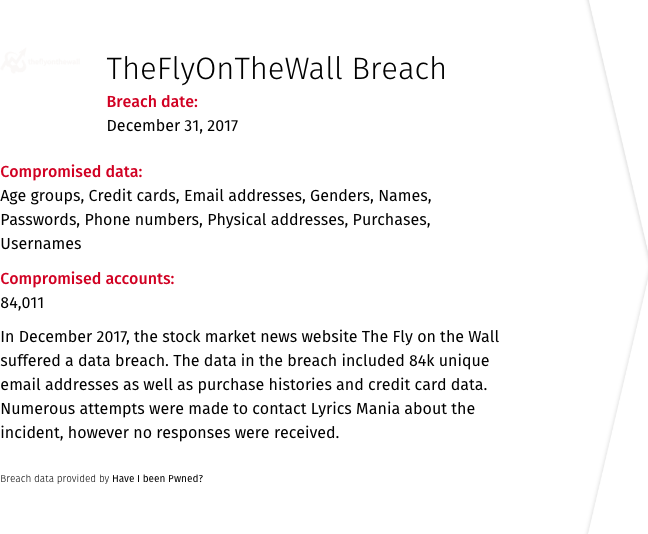 TheFlyOnTheWall Breach
Breach date:
December 31, 2017
Compromised data:
Age groups, Credit cards, Email addresses, Genders, Names,
Passwords, Phone numbers, Physical addresses, Purchases,
Usernames
Compromised accounts:
84,011
In December 2017, the stock market news website The Fly on the Wall
suffered a data breach. The data in the breach included 84k unique
email addresses as well as purchase histories and credit card data.
Numerous attempts were made to contact Lyrics Mania about the
incident, however no responses were received.
Breach data provided by Have I been Pwned?